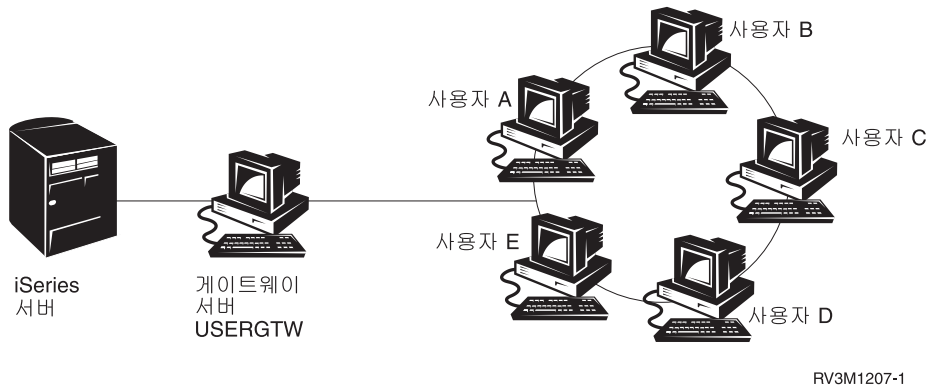 사용자 B
사용자 A
사용자 C
사용자 E
사용자 D
iSeries
서버
게이트웨이
서버
USERGTW
RV3M1207-1